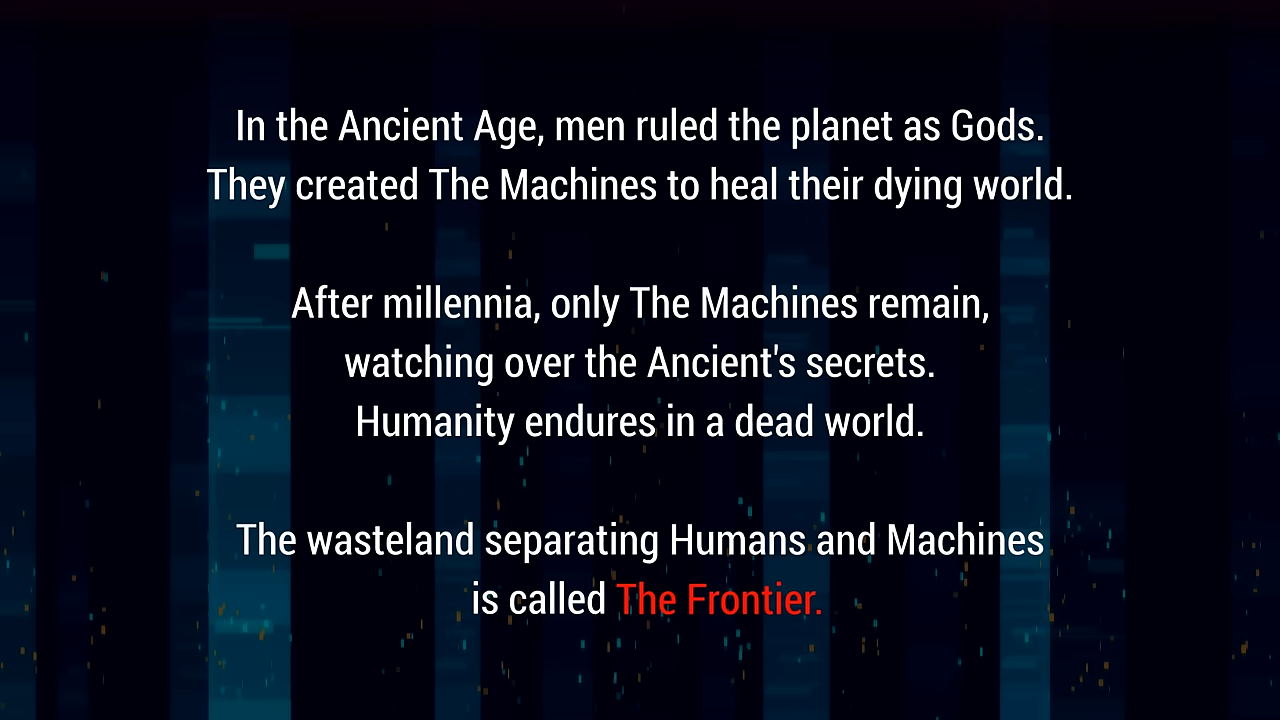 In the Ancient Age, men ruled the planet as Gods.
They created The Machines to heal their dying world.
After millennia, only The Machines remain,
watching over the Ancient's secrets.
Humanity endures in a dead world.
The wasteland separating Humans and Machines
is called The Frontier.